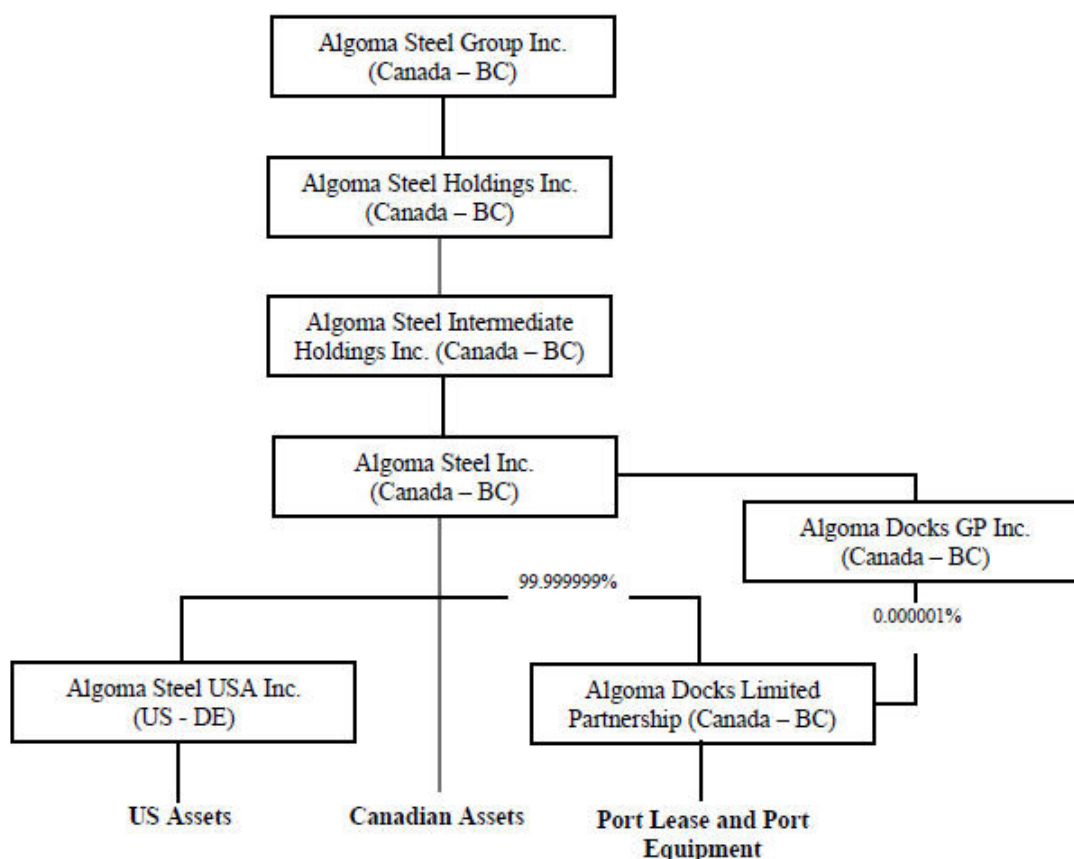 Algoma Steel Group Inc.
(Canada – BC)
Algoma Steel Holdings Inc.
(Canada – BC)
Algoma Steel Intermediate
Holdings Inc. (Canada – BC)
Algoma Steel Inc.
(Canada – BC)
Algoma Docks GP Inc.
(Canada – BC)
99.999999%
0.000001%
Algoma Steel USA Inc.
(US - DE)
Algoma Docks Limited
Partnership (Canada – BC)
US Assets
Canadian Assets
Port Lease and Port
Equipment